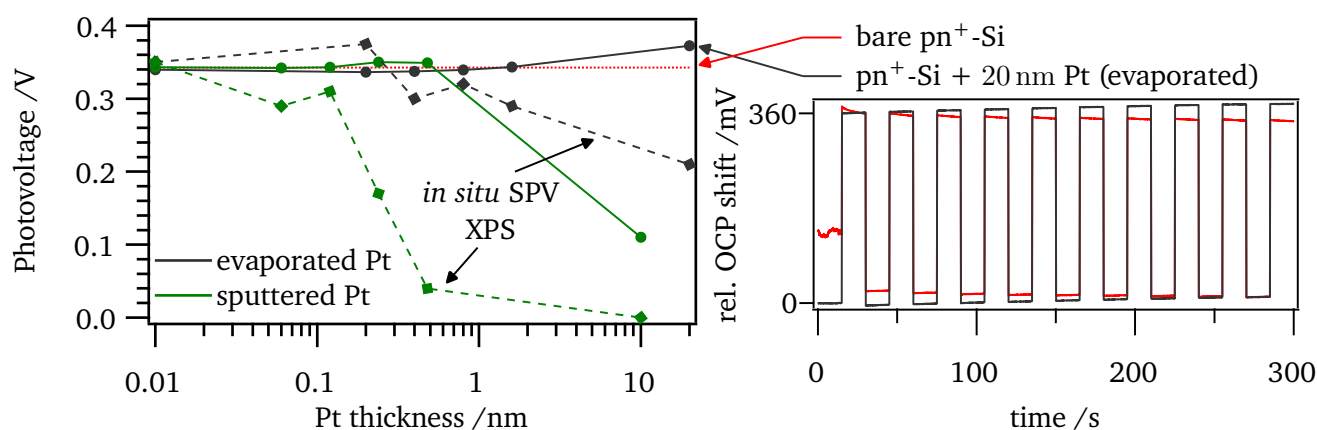 Photovoltage /V
0.4
0.3
0.2
0.1
0.0
0.01
0.1
1
10
Pt thickness /nm
in situ SPV
XPS
evaporated Pt
sputtered Pt
bare pn⁺-Si
pn⁺-Si + 20 nm Pt (evaporated)
rel. OCP shift /mV
360
0
0
100
200
300
time /s